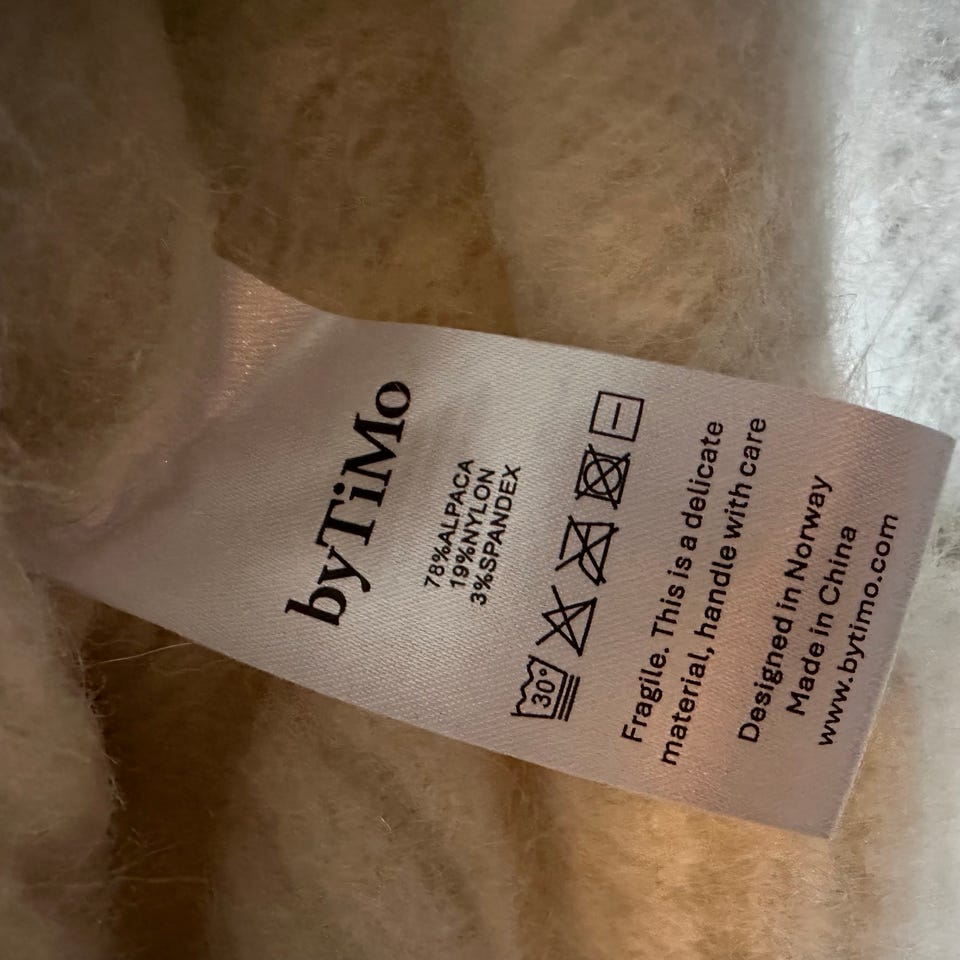 byTiMo
78%ALPACA
19%NYLON
3%SPANDEX
30°
Fragile. This is a delicate
material, handle with care
Designed in Norway
Made in China
www.bytimo.com